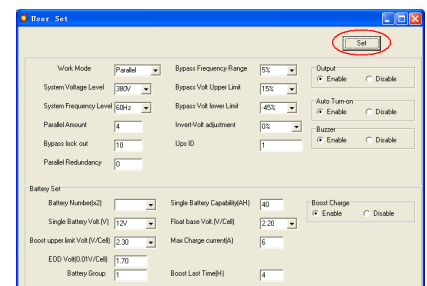 User Set
Set
Work Mode Parallel Bypass Frequency Range 5% Output
Enable Disable
System Voltage Level 380V Bypass Volt Upper Limit 15%
System Frequency Level 60Hz Bypass Volt lower Limit -45% Auto Turn-on
Enable Disable
Parallel Amount 4 Invert-Volt adjustment 0%
Buzzer
Bypass lock out 10 Ups ID 1 Enable Disable
Parallel Redundancy 0
Battery Set
Battery Number(x2) Single Battery Capability(AH) 40 Boost Charge
Enable Disable
Single Battery Volt.(V) 12V Float base Volt.(V/Cell) 2.20
Boost upper limit Volt.(V/Cell) 2.30 Max Charge current(A) 6
EOD Volt(0.01V/Cell) 1.70
Battery Group 1 Boost Last Time(H) 4